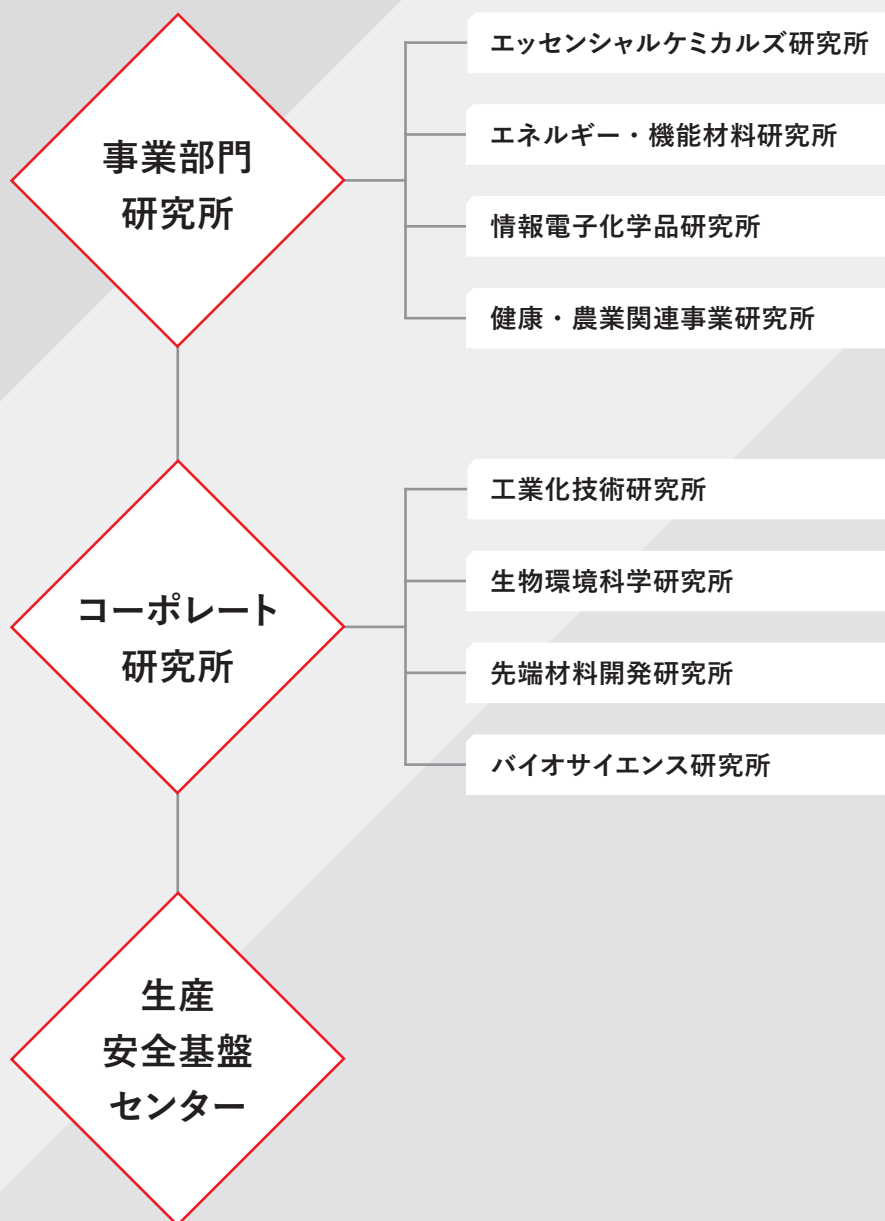 事業部門
研究所
エッセンシャルケミカルズ研究所
エネルギー・機能材料研究所
情報電子化学品研究所
健康・農業関連事業研究所
コーポレート
研究所
工業化技術研究所
生物環境科学研究所
先端材料開発研究所
バイオサイエンス研究所
生産
安全基盤
センター